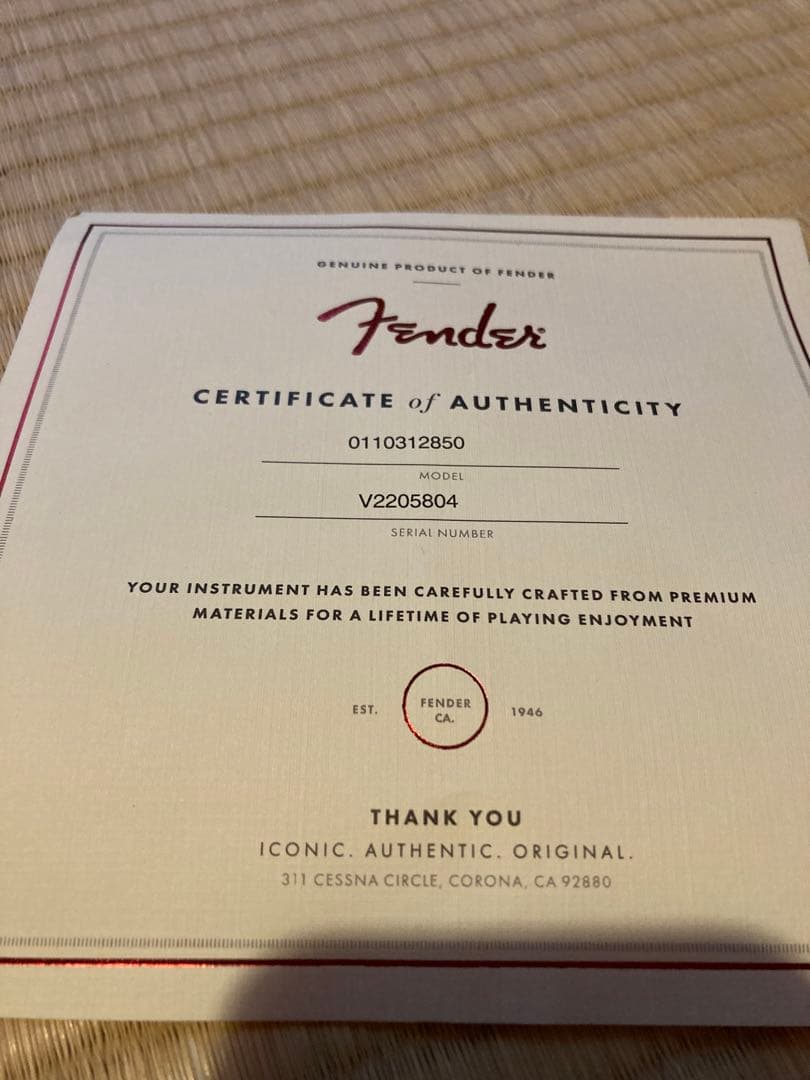 GENUINE PRODUCT OF FENDER
Fender
CERTIFICATE of AUTHENTICITY
0110312850
MODEL
V2205804
SERIAL NUMBER
YOUR INSTRUMENT HAS BEEN CAREFULLY CRAFTED FROM PREMIUM
MATERIALS FOR A LIFETIME OF PLAYING ENJOYMENT
EST. FENDER CA. 1946
THANK YOU
ICONIC. AUTHENTIC. ORIGINAL.
311 CESSNA CIRCLE, CORONA, CA 92880